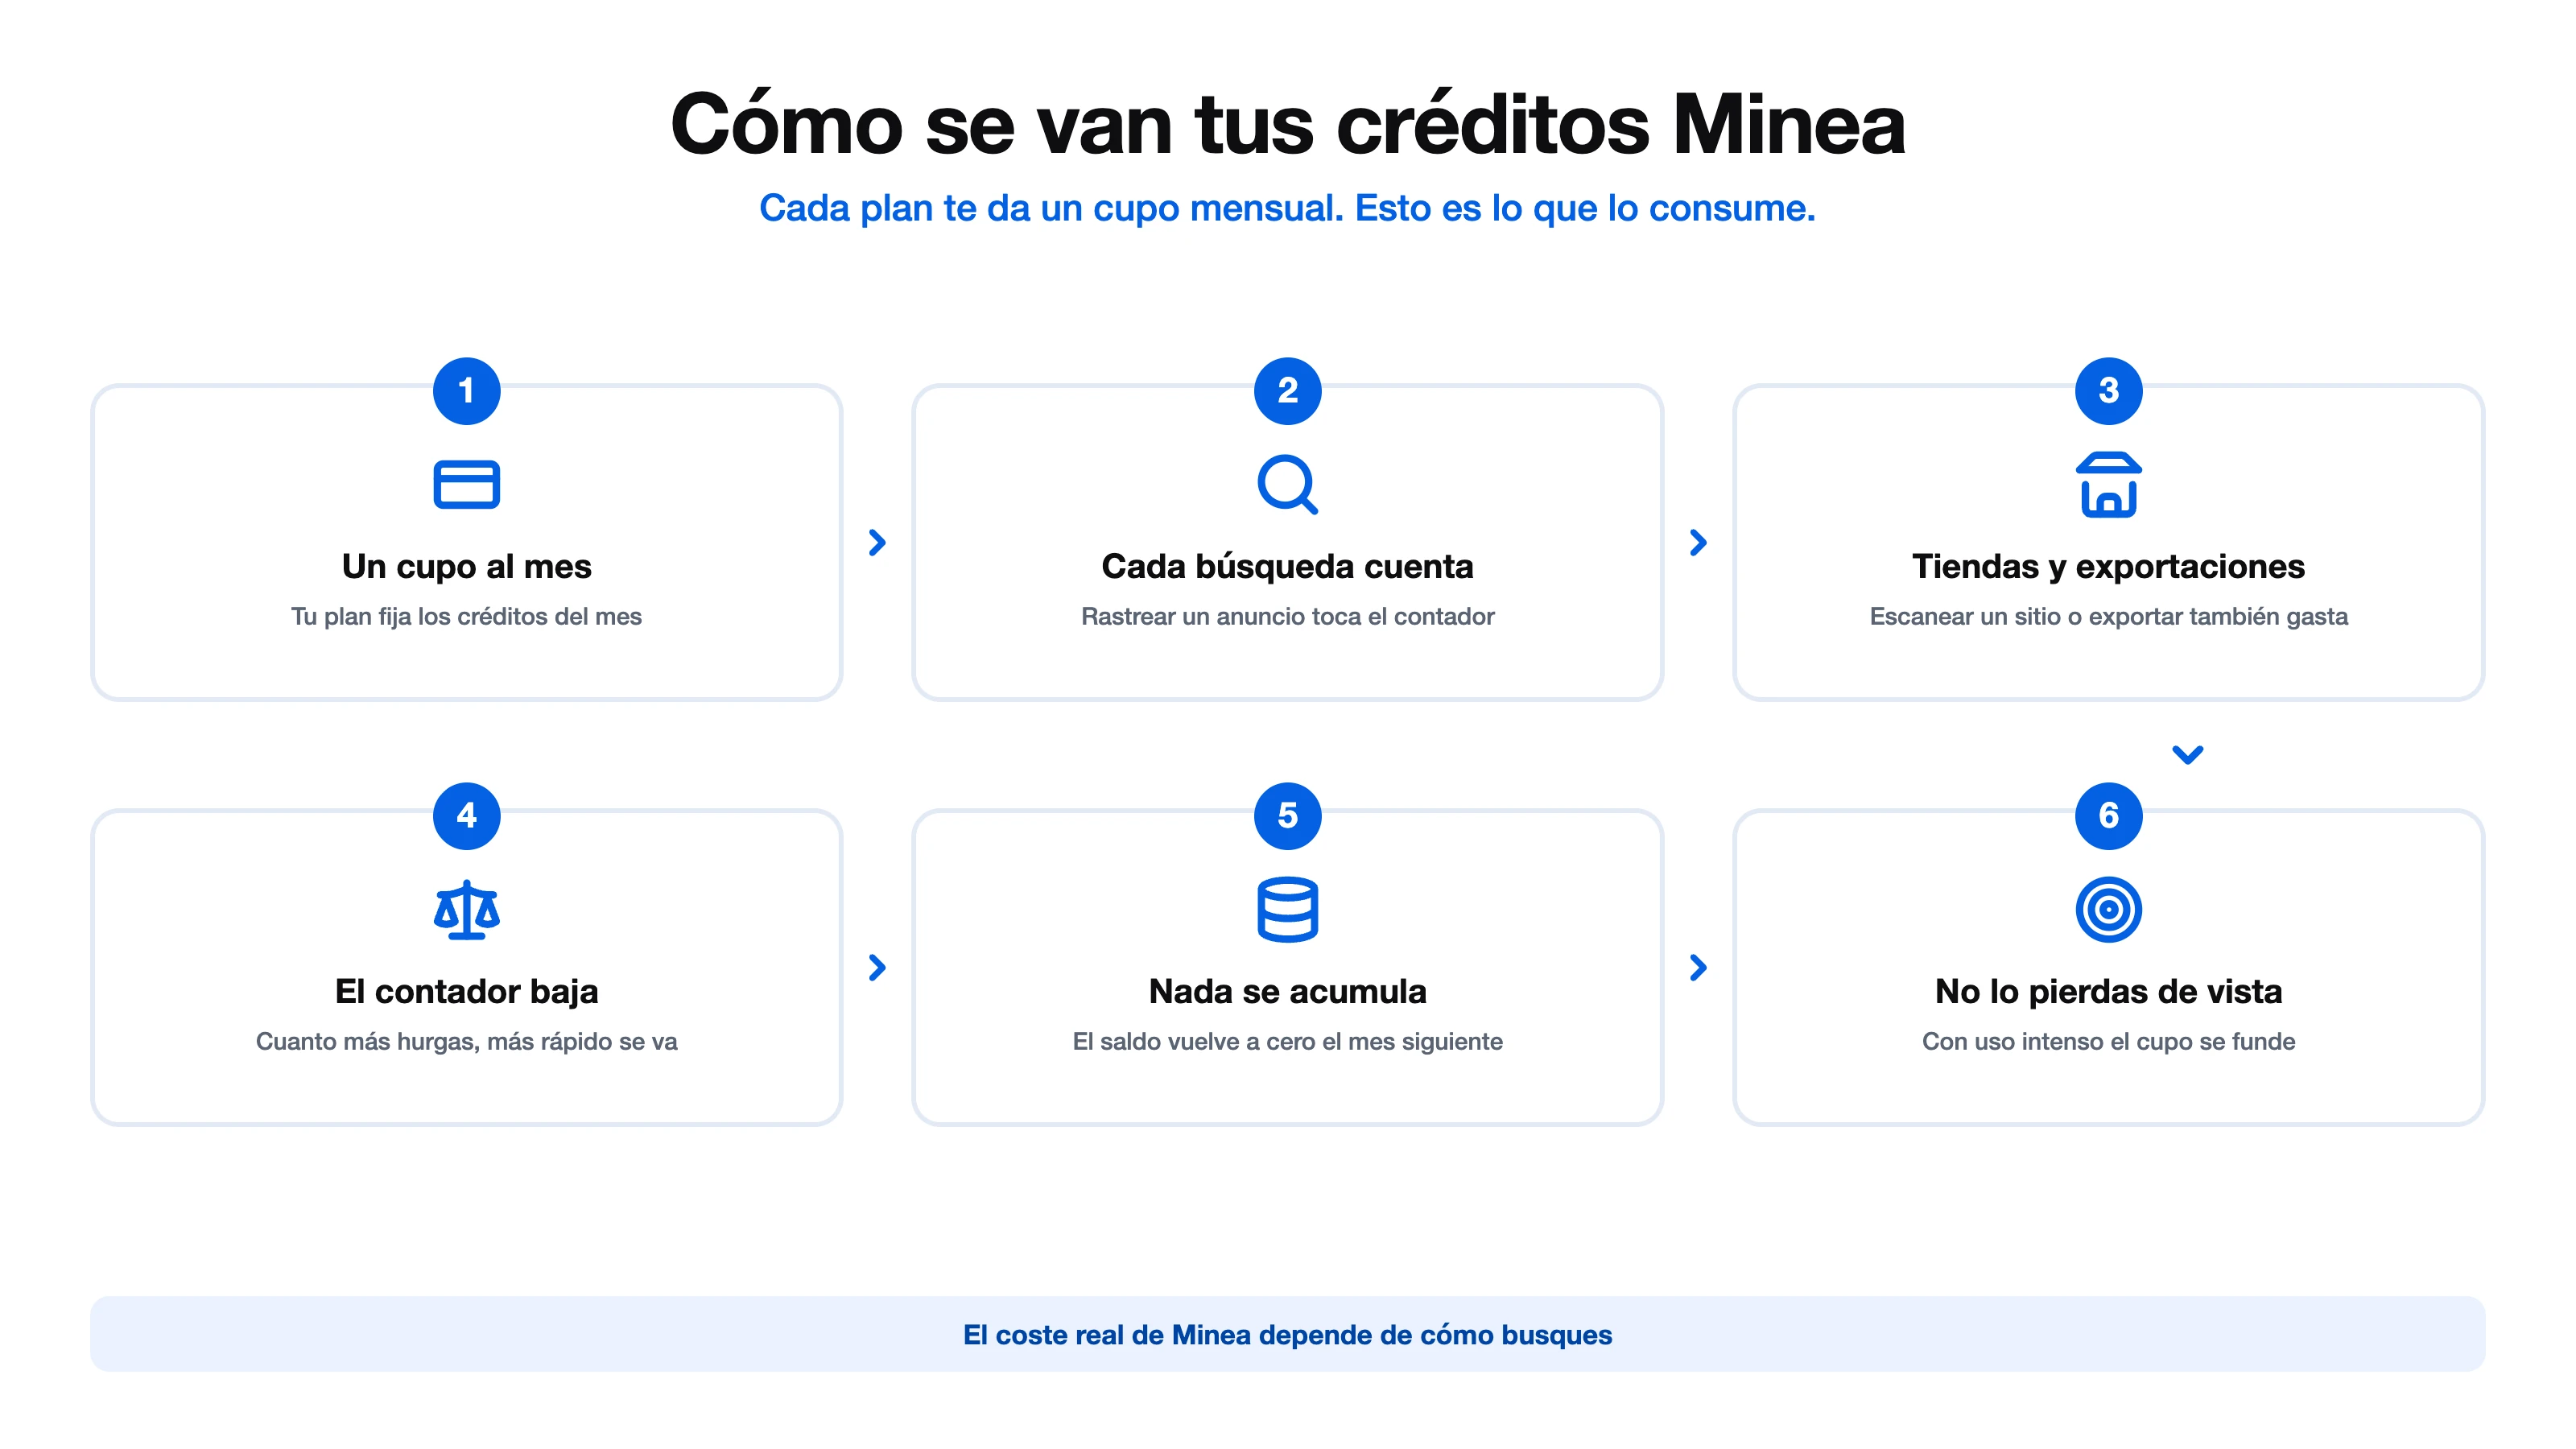 Cómo se van tus créditos Minea
Cada plan te da un cupo mensual. Esto es lo que lo consume.
1
Un cupo al mes
Tu plan fija los créditos del mes
2
Cada búsqueda cuenta
Rastrear un anuncio toca el contador
3
Tiendas y exportaciones
Escanear un sitio o exportar también gasta
4
El contador baja
Cuanto más hurgas, más rápido se va
5
Nada se acumula
El saldo vuelve a cero el mes siguiente
6
No lo pierdas de vista
Con uso intenso el cupo se funde
El coste real de Minea depende de cómo busques